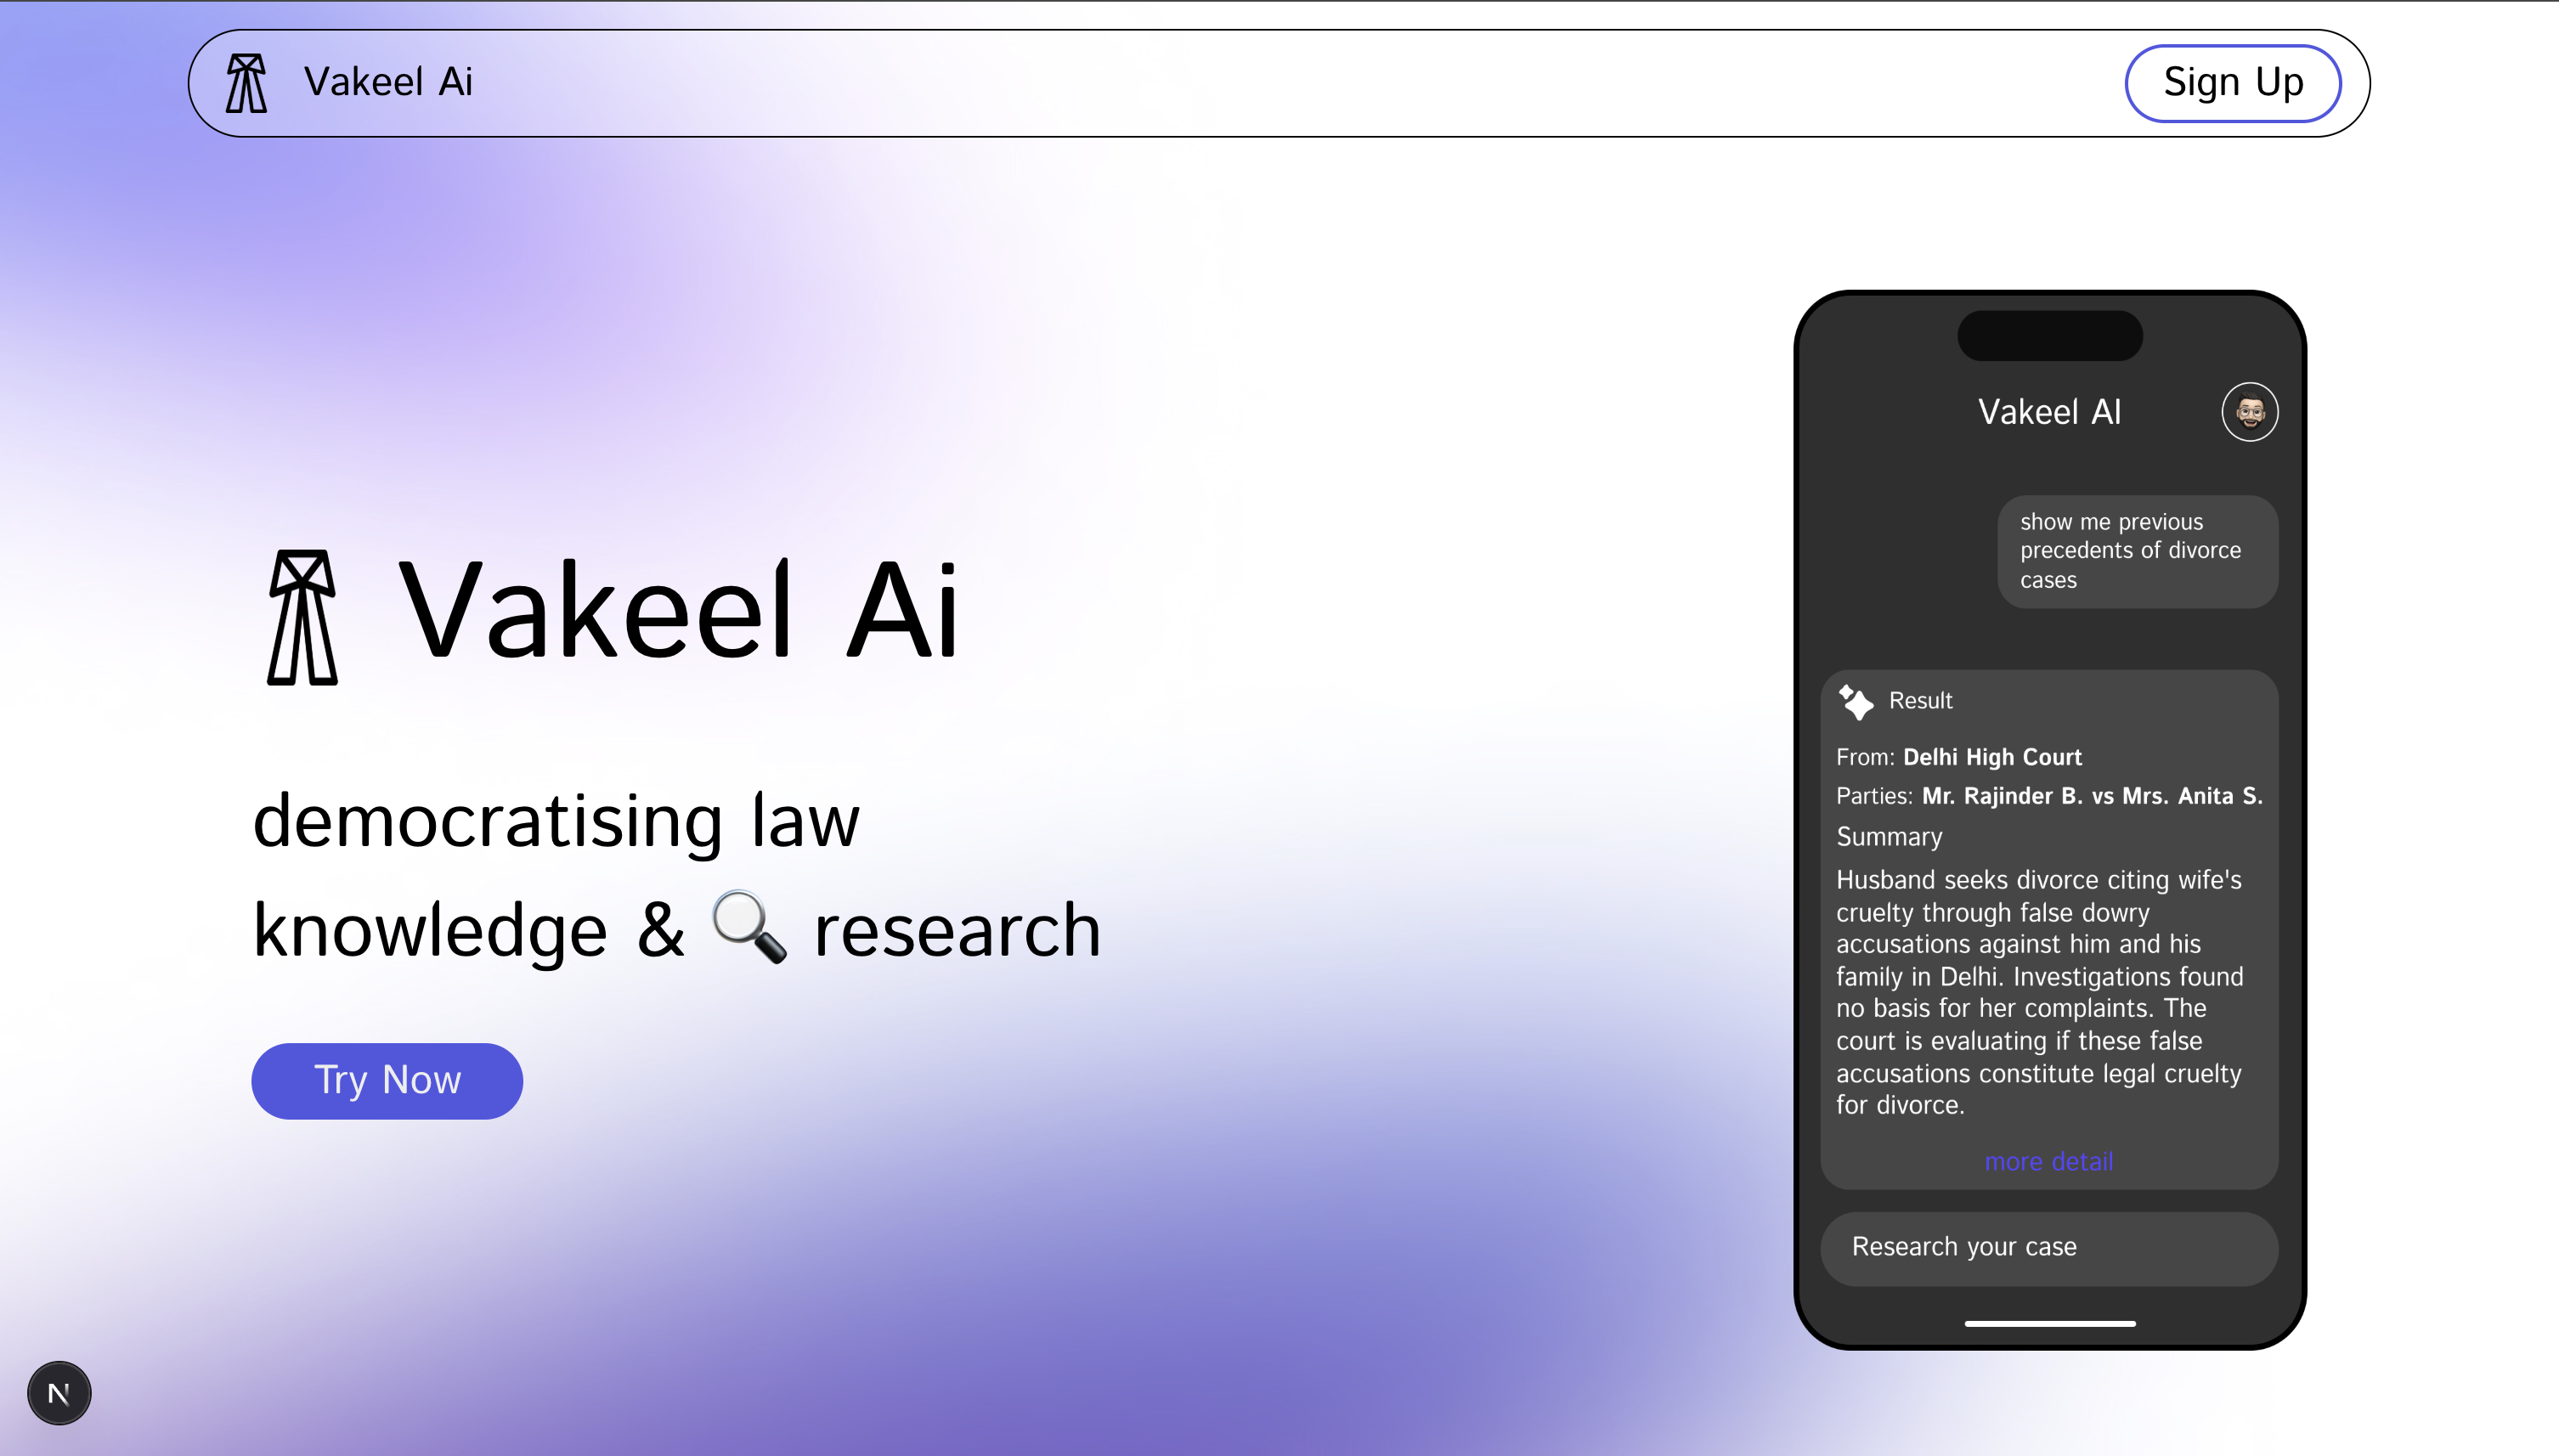 Vakeel Ai
Sign Up
Vakeel Ai
democratising law
knowledge & 🔍 research
Try Now
Vakeel AI
show me previous
precedents of divorce
cases
Result
From: Delhi High Court
Parties: Mr. Rajinder B. vs Mrs. Anita S.
Summary
Husband seeks divorce citing wife's
cruelty through false dowry
accusations against him and his
family in Delhi. Investigations found
no basis for her complaints. The
court is evaluating if these false
accusations constitute legal cruelty
for divorce.
more detail
Research your case
N